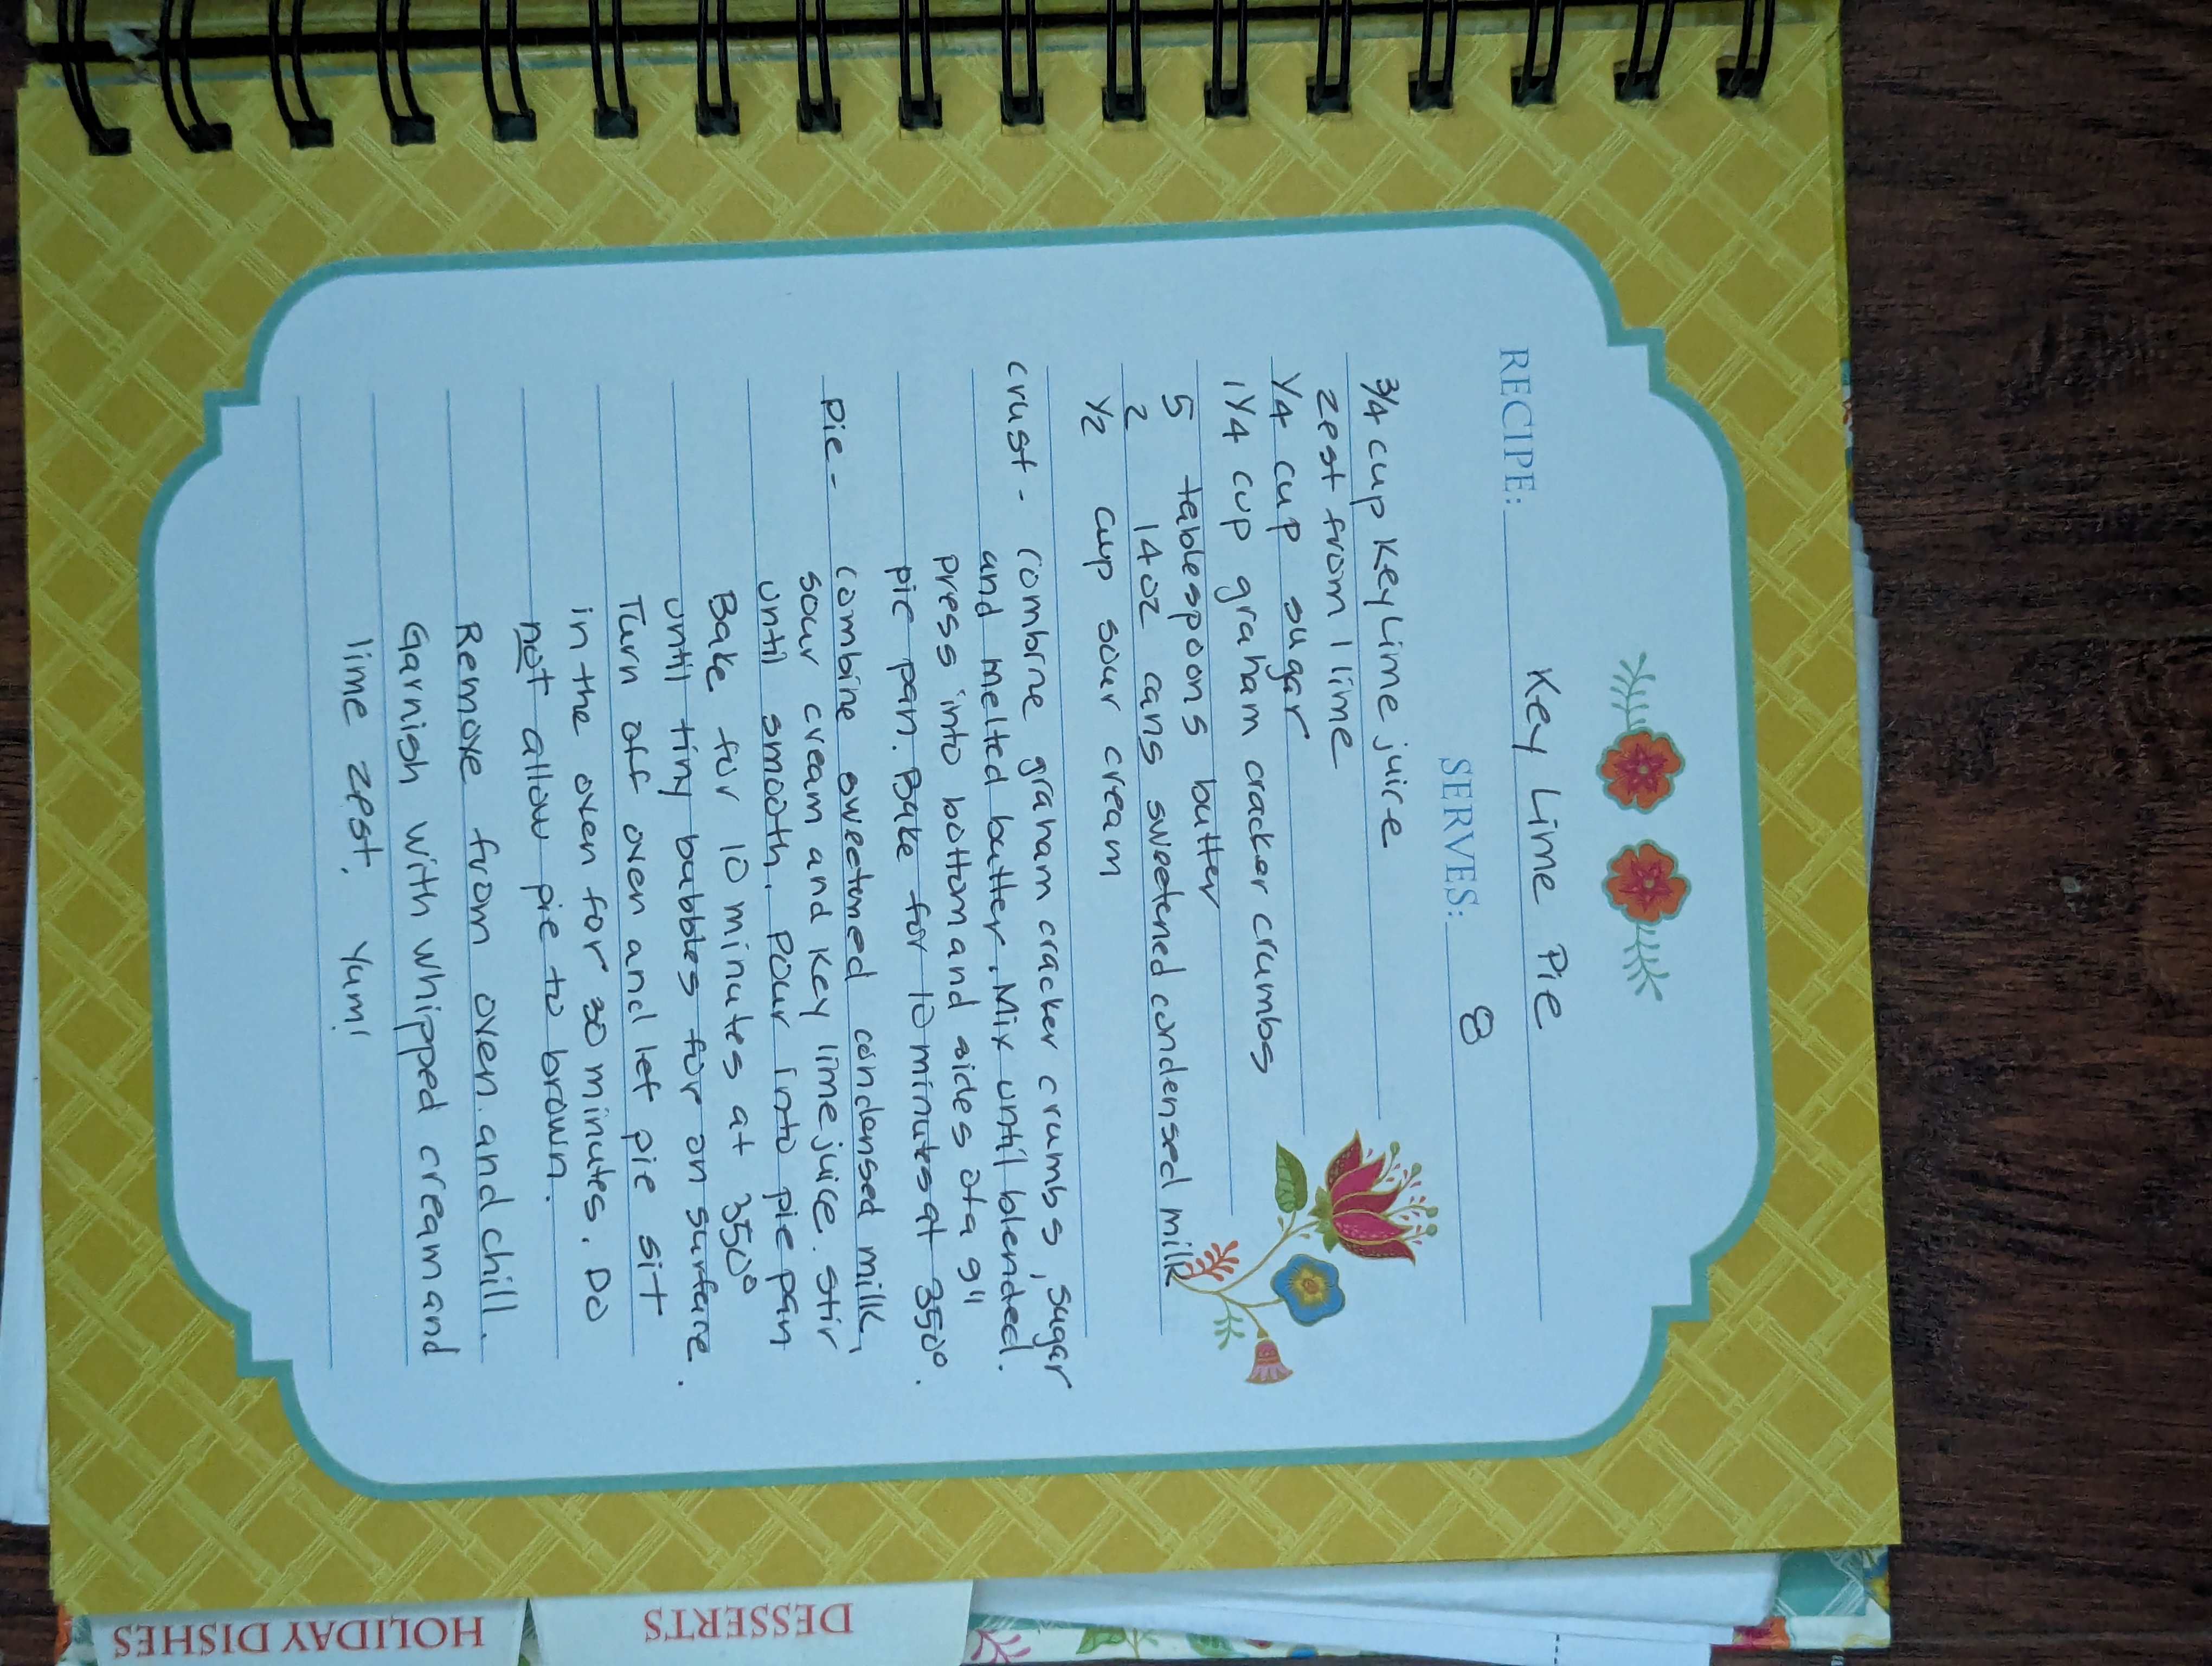 RECIPE: Key Lime Pie
SERVES: 8
3/4 cup Key Lime juice
zest from 1 lime
1/4 cup sugar
1 1/4 cup graham cracker crumbs
5 tablespoons butter
2 14oz cans sweetened condensed milk
1/2 cup sour cream
crust - combine graham cracker crumbs, sugar
and melted butter. Mix until blended.
press into bottom and sides of a 9"
pie pan. Bake for 10 minutes at 350°.
Pie - combine sweetened condensed milk,
sour cream and Key lime juice. stir
until smooth. pour into pie pan
Bake for 10 minutes at 350°
until tiny bubbles for on surface.
Turn off oven and let pie sit
in the oven for 30 minutes. Do
not allow pie to brown.
Remove from oven and chill.
Garnish with whipped cream and
lime zest. Yum!
DESSERTS
HOLIDAY DISHES